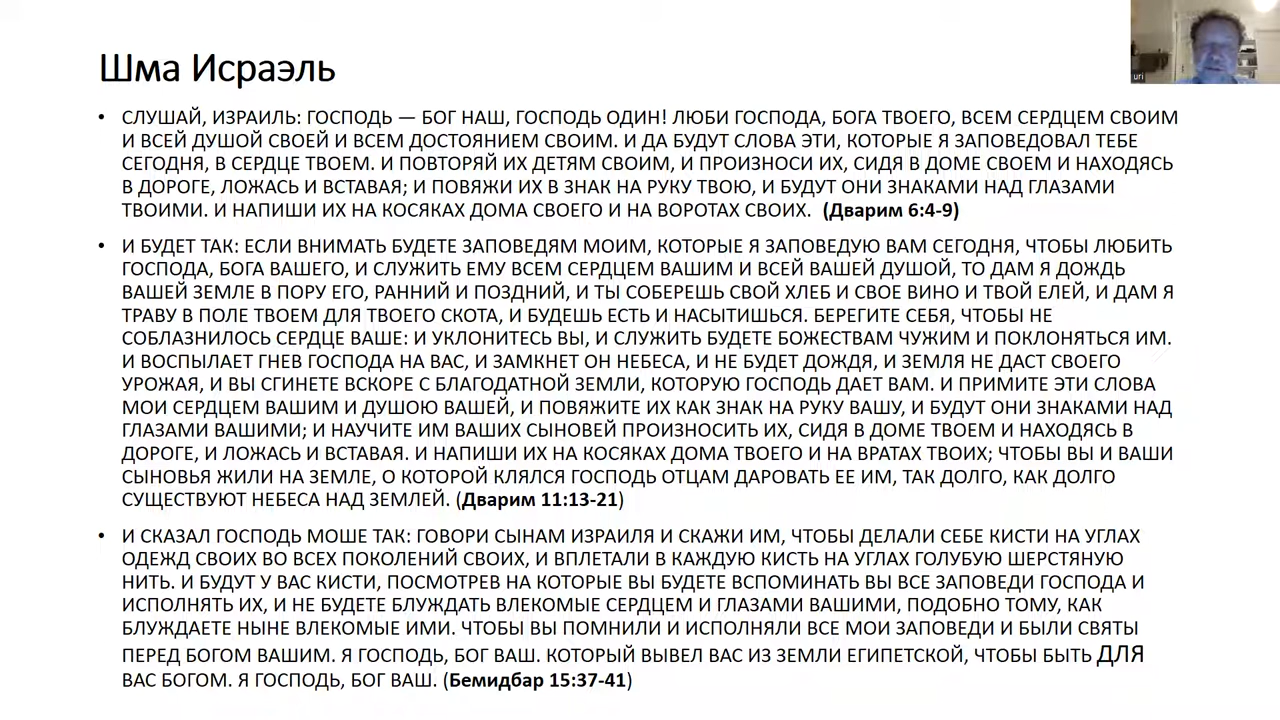 Шма Исраэль
• СЛУШАЙ, ИЗРАИЛЬ: ГОСПОДЬ — БОГ НАШ, ГОСПОДЬ ОДИН! ЛЮБИ ГОСПОДА, БОГА ТВОЕГО, ВСЕМ СЕРДЦЕМ СВОИМ
И ВСЕЙ ДУШОЙ СВОЕЙ И ВСЕМ ДОСТОЯНИЕМ СВОИМ. И ДА БУДУТ СЛОВА ЭТИ, КОТОРЫЕ Я ЗАПОВЕДОВАЛ ТЕБЕ
СЕГОДНЯ, В СЕРДЦЕ ТВОЕМ. И ПОВТОРЯЙ ИХ ДЕТЯМ СВОИМ, И ПРОИЗНОСИ ИХ, СИДЯ В ДОМЕ СВОЕМ И НАХОДЯСЬ
В ДОРОГЕ, ЛОЖАСЬ И ВСТАВАЯ; И ПОВЯЖИ ИХ В ЗНАК НА РУКУ ТВОЮ, И БУДУТ ОНИ ЗНАКАМИ НАД ГЛАЗАМИ
ТВОИМИ. И НАПИШИ ИХ НА КОСЯКАХ ДОМА СВОЕГО И НА ВОРОТАХ СВОИХ. (Дварим 6:4-9)
• И БУДЕТ ТАК: ЕСЛИ ВНИМАТЬ БУДЕТЕ ЗАПОВЕДЯМ МОИМ, КОТОРЫЕ Я ЗАПОВЕДУЮ ВАМ СЕГОДНЯ, ЧТОБЫ ЛЮБИТЬ
ГОСПОДА, БОГА ВАШЕГО, И СЛУЖИТЬ ЕМУ ВСЕМ СЕРДЦЕМ ВАШИМ И ВСЕЙ ВАШЕЙ ДУШОЙ, ТО ДАМ Я ДОЖДЬ
ВАШЕЙ ЗЕМЛЕ В ПОРУ ЕГО, РАННИЙ И ПОЗДНИЙ, И ТЫ СОБЕРЕШЬ СВОЙ ХЛЕБ И СВОЕ ВИНО И ТВОЙ ЕЛЕЙ, И ДАМ Я
ТРАВУ В ПОЛЕ ТВОЕМ ДЛЯ ТВОЕГО СКОТА, И БУДЕШЬ ЕСТЬ И НАСЫТИШЬСЯ. БЕРЕГИТЕ СЕБЯ, ЧТОБЫ НЕ
СОБЛАЗНИЛОСЬ СЕРДЦЕ ВАШЕ: И УКЛОНИТЕСЬ ВЫ, И СЛУЖИТЬ БУДЕТЕ БОЖЕСТВАМ ЧУЖИМ И ПОКЛОНЯТЬСЯ ИМ.
И ВОСПЫЛАЕТ ГНЕВ ГОСПОДА НА ВАС, И ЗАМКНЕТ ОН НЕБЕСА, И НЕ БУДЕТ ДОЖДЯ, И ЗЕМЛЯ НЕ ДАСТ СВОЕГО
УРОЖАЯ, И ВЫ СГИНЕТЕ ВСКОРЕ С БЛАГОДАТНОЙ ЗЕМЛИ, КОТОРУЮ ГОСПОДЬ ДАЕТ ВАМ. И ПРИМИТЕ ЭТИ СЛОВА
МОИ СЕРДЦЕМ ВАШИМ И ДУШОЮ ВАШЕЙ, И ПОВЯЖИТЕ ИХ КАК ЗНАК НА РУКУ ВАШУ, И БУДУТ ОНИ ЗНАКАМИ НАД
ГЛАЗАМИ ВАШИМИ; И НАУЧИТЕ ИМ ВАШИХ СЫНОВЕЙ ПРОИЗНОСИТЬ ИХ, СИДЯ В ДОМЕ ТВОЕМ И НАХОДЯСЬ В
ДОРОГЕ, И ЛОЖАСЬ И ВСТАВАЯ. И НАПИШИ ИХ НА КОСЯКАХ ДОМА ТВОЕГО И НА ВРАТАХ ТВОИХ; ЧТОБЫ ВЫ И ВАШИ
СЫНОВЬЯ ЖИЛИ НА ЗЕМЛЕ, О КОТОРОЙ КЛЯЛСЯ ГОСПОДЬ ОТЦАМ ДАРОВАТЬ ЕЕ ИМ, ТАК ДОЛГО, КАК ДОЛГО
СУЩЕСТВУЮТ НЕБЕСА НАД ЗЕМЛЕЙ. (Дварим 11:13-21)
• И СКАЗАЛ ГОСПОДЬ МОШЕ ТАК: ГОВОРИ СЫНАМ ИЗРАИЛЯ И СКАЖИ ИМ, ЧТОБЫ ДЕЛАЛИ СЕБЕ КИСТИ НА УГЛАХ
ОДЕЖД СВОИХ ВО ВСЕХ ПОКОЛЕНИЙ СВОИХ, И ВПЛЕТАЛИ В КАЖДУЮ КИСТЬ НА УГЛАХ ГОЛУБУЮ ШЕРСТЯНУЮ
НИТЬ. И БУДУТ У ВАС КИСТИ, ПОСМОТРЕВ НА КОТОРЫЕ ВЫ БУДЕТЕ ВСПОМИНАТЬ ВЫ ВСЕ ЗАПОВЕДИ ГОСПОДА И
ИСПОЛНЯТЬ ИХ, И НЕ БУДЕТЕ БЛУЖДАТЬ ВЛЕКОМЫЕ СЕРДЦЕМ И ГЛАЗАМИ ВАШИМИ, ПОДОБНО ТОМУ, КАК
БЛУЖДАЕТЕ НЫНЕ ВЛЕКОМЫЕ ИМИ. ЧТОБЫ ВЫ ПОМНИЛИ И ИСПОЛНЯЛИ ВСЕ МОИ ЗАПОВЕДИ И БЫЛИ СВЯТЫ
ПЕРЕД БОГОМ ВАШИМ. Я ГОСПОДЬ, БОГ ВАШ. КОТОРЫЙ ВЫВЕЛ ВАС ИЗ ЗЕМЛИ ЕГИПЕТСКОЙ, ЧТОБЫ БЫТЬ ДЛЯ
ВАС БОГОМ. Я ГОСПОДЬ, БОГ ВАШ. (Бемидбар 15:37-41)
uri